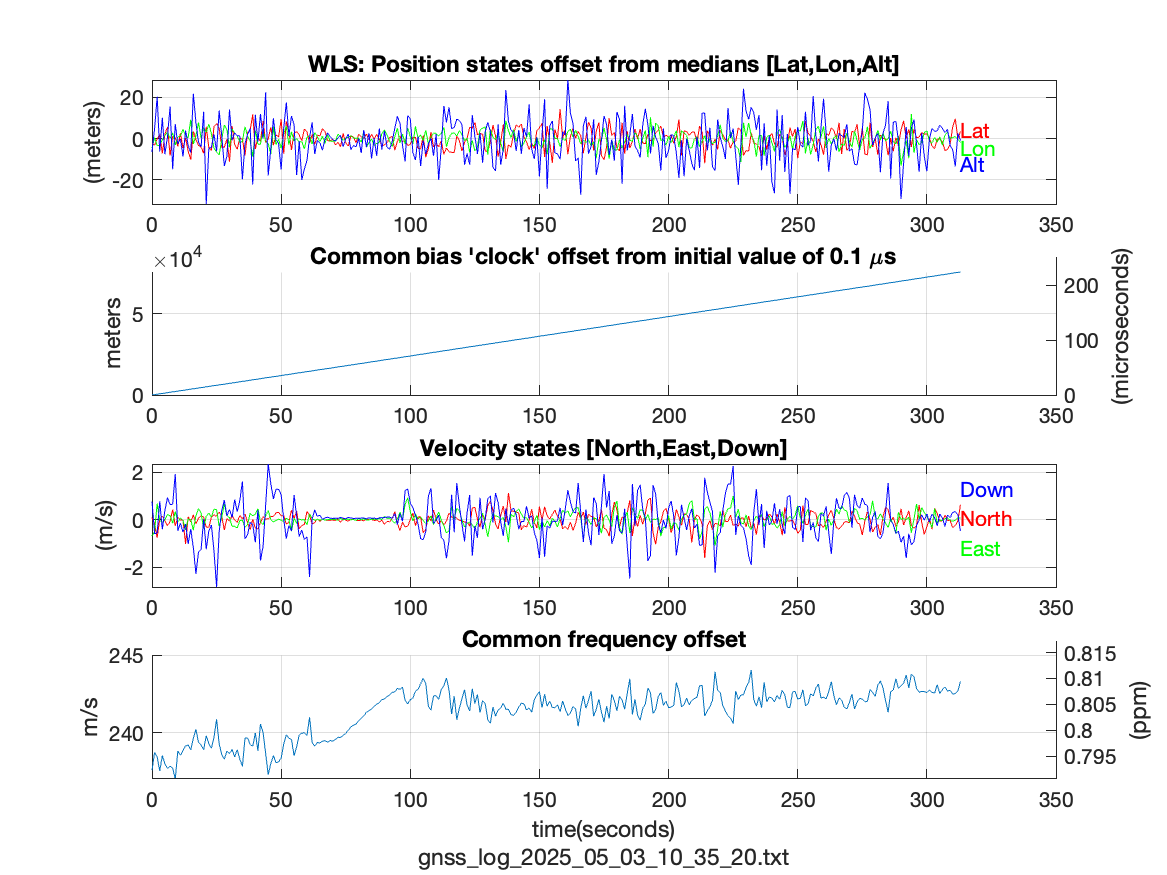 WLS: Position states offset from medians [Lat,Lon,Alt]
(meters)
20
0
-20
Lat
Lon
Alt
0 50 100 150 200 250 300 350
Common bias 'clock' offset from initial value of 0.1 μs
×10⁴
meters
5
0
200
100
0
(microseconds)
0 50 100 150 200 250 300 350
Velocity states [North,East,Down]
(m/s)
2
0
-2
Down
North
East
0 50 100 150 200 250 300 350
Common frequency offset
m/s
245
240
0.815
0.81
0.805
0.8
0.795
(ppm)
0 50 100 150 200 250 300 350
time(seconds)
gnss_log_2025_05_03_10_35_20.txt